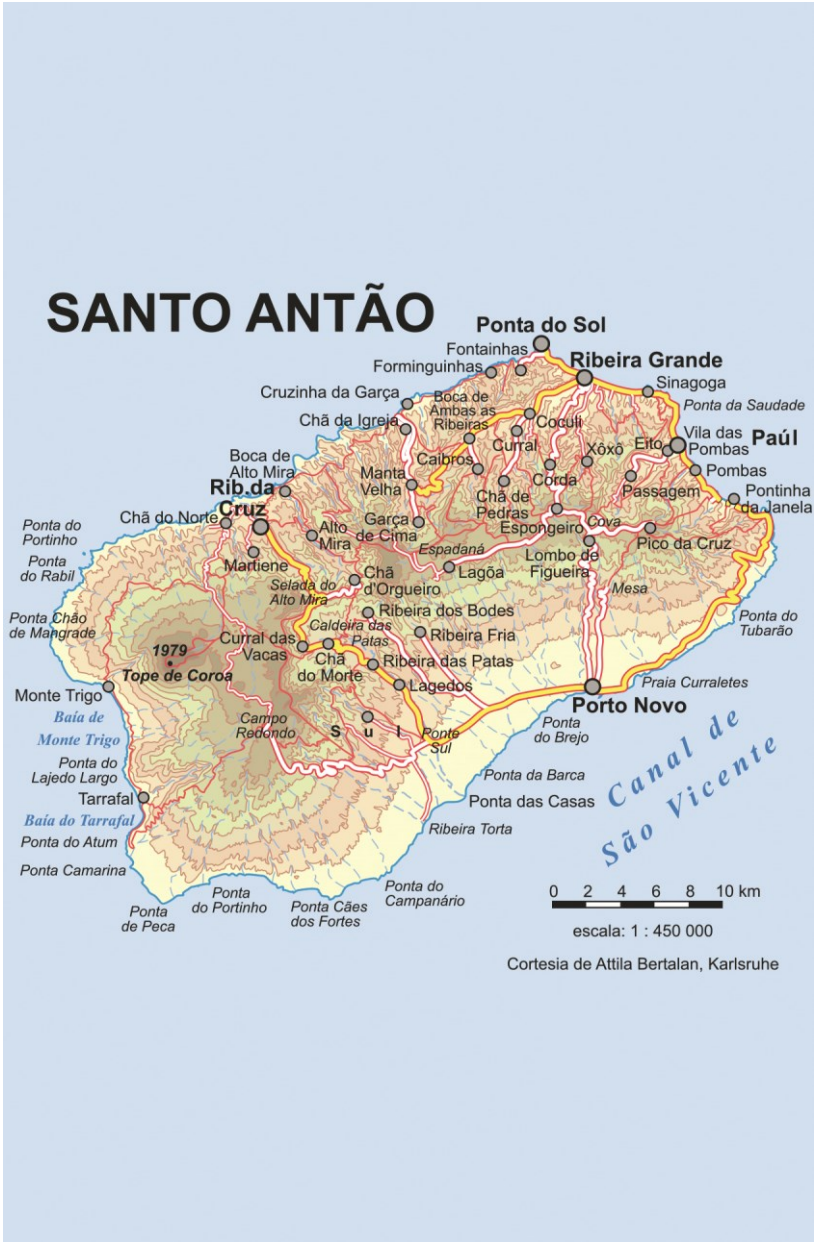 SANTO ANTÃO
Ponta do Sol
Fontainhas
Ribeira Grande
Forminguinhas
Sinagoga
Cruzinha da Garça
Boca de
Ambas as
Ribeiras
Ponta da Saudade
Chã da Igreja
Coculi
Vila das
Pombas
Paúl
Curral
Xôxô
Eito
Boca de
Alto Mira
Caibros
Manta
Velha
Corda
Pombas
Rib.da
Cruz
Chã de
Pedras
Passagem
Pontinha
da Janela
Chã do Norte
Garça
de Cima
Espongeiro
Cova
Ponta do
Portinho
Alto
Mira
Espadaná
Lombo de
Figueira
Pico da Cruz
Ponta
do Rabil
Martiene
Selada do
Alto Mira
Chã
d'Orgueiro
Lagõa
Mesa
Ponta Chão
de Mangrade
Ribeira dos Bodes
Ponta do
Tubarão
1979
Tope de Coroa
Curral das
Vacas
Caldeira das
Patas
Ribeira Fria
Chã
do Morte
Ribeira das Patas
Monte Trigo
Lagedos
Praia Curraletes
Porto Novo
Baía de
Monte Trigo
Campo
Redondo
Sul
Ponte
Sul
Ponta
do Brejo
Canal de
São Vicente
Ponta do
Lajedo Largo
Ponta da Barca
Tarrafal
Ponta das Casas
Baía do Tarrafal
Ribeira Torta
Ponta do Atum
Ponta Camarina
Ponta
de Peca
Ponta
do Portinho
Ponta Cães
dos Fortes
Ponta do
Campanário
0 2 4 6 8 10 km
escala: 1 : 450 000
Cortesia de Attila Bertalan, Karlsruhe